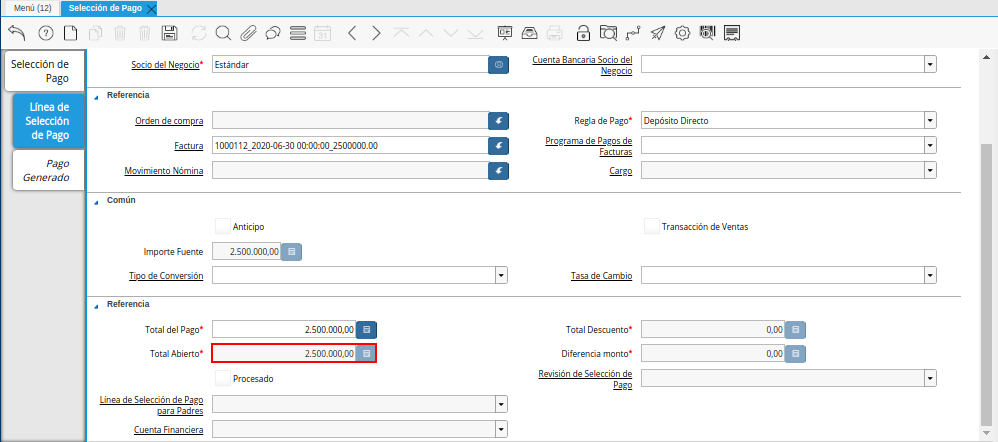 Menú (12)
Selección de Pago
Selección de
Pago
Línea de
Selección
de Pago
Pago
Generado
Socio del Negocio*
Estándar
Cuenta Bancaria Socio del
Negocio
Referencia
Orden de compra
Regla de Pago*
Depósito Directo
Factura
1000112_2020-06-30 00:00:00_2500000.00
Programa de Pagos de
Facturas
Movimiento Nómina
Cargo
Común
Anticipo
Transacción de Ventas
Importe Fuente
2.500.000,00
Tipo de Conversión
Tasa de Cambio
Referencia
Total del Pago*
2.500.000,00
Total Descuento*
0,00
Total Abierto*
2.500.000,00
Diferencia monto*
0,00
Procesado
Revisión de Selección de
Pago
Línea de Selección de Pago
para Padres
Cuenta Financiera